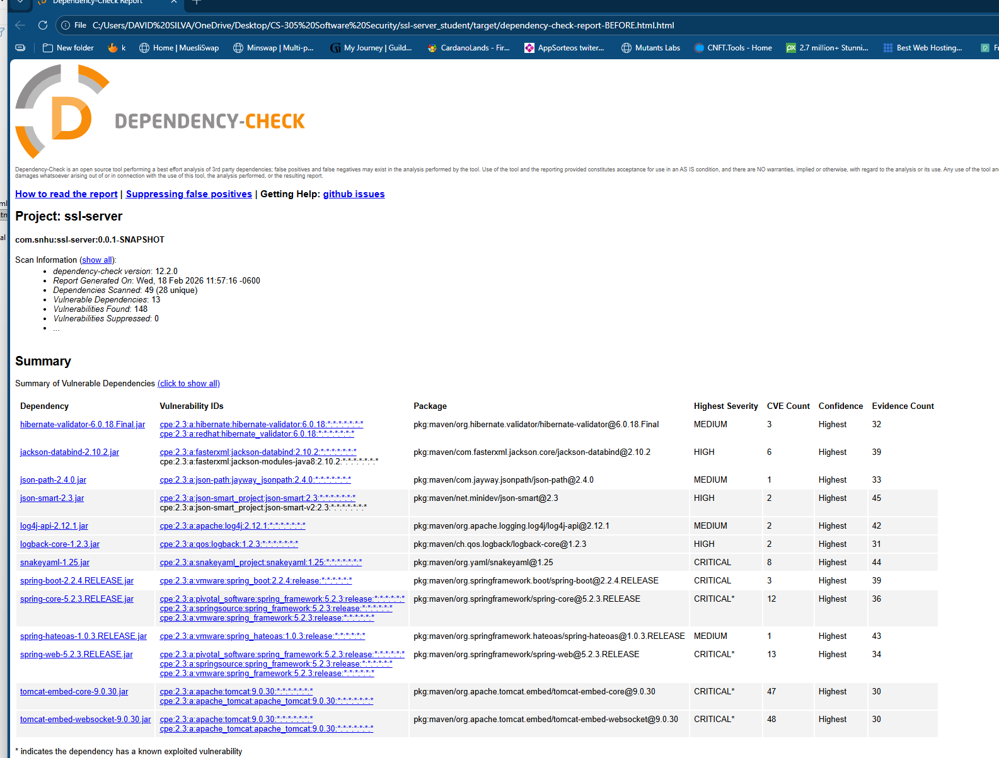 Dependency-Check Report
File C:/Users/DAVID%20SILVA/OneDrive/Desktop/CS-305%20Software%20Security/ssl-server_student/target/dependency-check-report-BEFORE.html.html
New folder k Home | MuesliSwap Minswap | Multi-p... My Journey | Guild... CardanoLands - Fir... AppSorteos twiter... Mutants Labs CNFT.Tools - Home 2.7 million+ Stunni... Best Web Hosting...
D DEPENDENCY-CHECK
Dependency-Check is an open source tool performing a best effort analysis of 3rd party dependencies; false positives and false negatives may exist in the analysis performed by the tool. Use of the tool and the reporting provided constitutes acceptance for use in an AS IS condition, and there are NO warranties, implied or otherwise, with regard to the analysis or its use. Any use of the tool
damages whatsoever arising out of or in connection with the use of this tool, the analysis performed, or the resulting report.
How to read the report | Suppressing false positives | Getting Help: github issues
Project: ssl-server
com.snhu:ssl-server:0.0.1-SNAPSHOT
Scan Information (show all):
• dependency-check version: 12.2.0
• Report Generated On: Wed, 18 Feb 2026 11:57:16 -0600
• Dependencies Scanned: 49 (28 unique)
• Vulnerable Dependencies: 13
• Vulnerabilities Found: 148
• Vulnerabilities Suppressed: 0
• ...
Summary
Summary of Vulnerable Dependencies (click to show all)
Dependency Vulnerability IDs Package Highest Severity CVE Count Confidence Evidence Count
hibernate-validator-6.0.18.Final.jar cpe:2.3:a:hibernate:hibernate-validator:6.0.18:*:*:*:*:*:*:* pkg:maven/org.hibernate.validator/hibernate-validator@6.0.18.Final MEDIUM 3 Highest 32
cpe:2.3:a:redhat:hibernate_validator:6.0.18:*:*:*:*:*:*:*
jackson-databind-2.10.2.jar cpe:2.3:a:fasterxml:jackson-databind:2.10.2:*:*:*:*:*:*:* pkg:maven/com.fasterxml.jackson.core/jackson-databind@2.10.2 HIGH 6 Highest 39
cpe:2.3:a:fasterxml:jackson-modules-java8:2.10.2:*:*:*:*:*:*:*
json-path-2.4.0.jar cpe:2.3:a:json-path:jayway_jsonpath:2.4.0:*:*:*:*:*:*:* pkg:maven/com.jayway.jsonpath/json-path@2.4.0 MEDIUM 1 Highest 33
json-smart-2.3.jar cpe:2.3:a:json-smart_project:json-smart:2.3:*:*:*:*:*:*:* pkg:maven/net.minidev/json-smart@2.3 HIGH 2 Highest 45
cpe:2.3:a:json-smart_project:json-smart-v2:2.3:*:*:*:*:*:*:*
log4j-api-2.12.1.jar cpe:2.3:a:apache:log4j:2.12.1:*:*:*:*:*:*:* pkg:maven/org.apache.logging.log4j/log4j-api@2.12.1 MEDIUM 2 Highest 42
logback-core-1.2.3.jar cpe:2.3:a:qos:logback:1.2.3:*:*:*:*:*:*:* pkg:maven/ch.qos.logback/logback-core@1.2.3 HIGH 2 Highest 31
snakeyaml-1.25.jar cpe:2.3:a:snakeyaml_project:snakeyaml:1.25:*:*:*:*:*:*:* pkg:maven/org.yaml/snakeyaml@1.25 CRITICAL 8 Highest 44
spring-boot-2.2.4.RELEASE.jar cpe:2.3:a:vmware:spring_boot:2.2.4:release:*:*:*:*:*:* pkg:maven/org.springframework.boot/spring-boot@2.2.4.RELEASE CRITICAL 3 Highest 39
spring-core-5.2.3.RELEASE.jar cpe:2.3:a:pivotal_software:spring_framework:5.2.3:release:*:*:*:*:*:* pkg:maven/org.springframework/spring-core@5.2.3.RELEASE CRITICAL* 12 Highest 36
cpe:2.3:a:springsource:spring_framework:5.2.3:release:*:*:*:*:*:*
cpe:2.3:a:vmware:spring_framework:5.2.3:release:*:*:*:*:*:*
spring-hateoas-1.0.3.RELEASE.jar cpe:2.3:a:vmware:spring_hateoas:1.0.3:release:*:*:*:*:*:* pkg:maven/org.springframework.hateoas/spring-hateoas@1.0.3.RELEASE MEDIUM 1 Highest 43
spring-web-5.2.3.RELEASE.jar cpe:2.3:a:pivotal_software:spring_framework:5.2.3:release:*:*:*:*:*:* pkg:maven/org.springframework/spring-web@5.2.3.RELEASE CRITICAL* 13 Highest 34
cpe:2.3:a:springsource:spring_framework:5.2.3:release:*:*:*:*:*:*
cpe:2.3:a:vmware:spring_framework:5.2.3:release:*:*:*:*:*:*
tomcat-embed-core-9.0.30.jar cpe:2.3:a:apache:tomcat:9.0.30:*:*:*:*:*:*:* pkg:maven/org.apache.tomcat.embed/tomcat-embed-core@9.0.30 CRITICAL* 47 Highest 30
cpe:2.3:a:apache_tomcat:apache_tomcat:9.0.30:*:*:*:*:*:*:*
tomcat-embed-websocket-9.0.30.jar cpe:2.3:a:apache:tomcat:9.0.30:*:*:*:*:*:*:* pkg:maven/org.apache.tomcat.embed/tomcat-embed-websocket@9.0.30 CRITICAL* 48 Highest 30
cpe:2.3:a:apache_tomcat:apache_tomcat:9.0.30:*:*:*:*:*:*:*
* indicates the dependency has a known exploited vulnerability